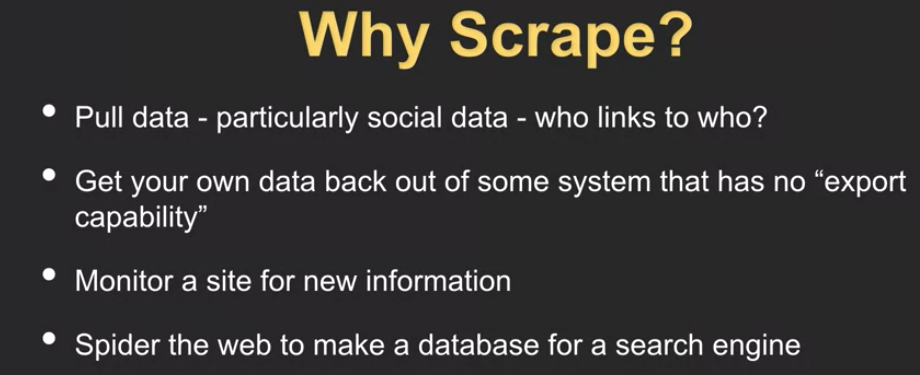 Why Scrape?
• Pull data - particularly social data - who links to who?
• Get your own data back out of some system that has no “export
capability”
• Monitor a site for new information
• Spider the web to make a database for a search engine